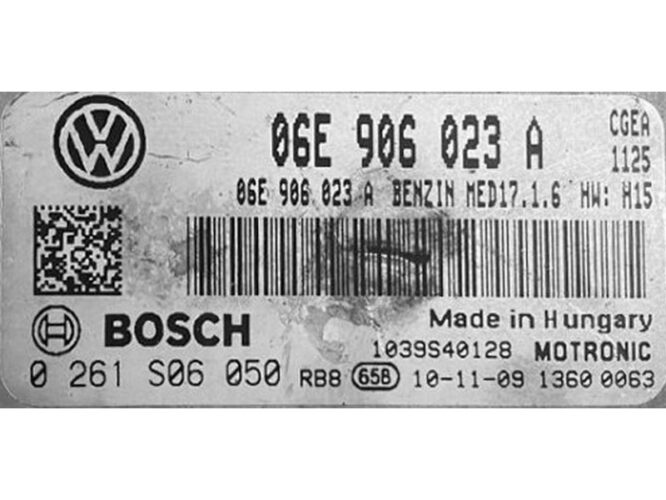 06E 906 023 A
CGEA
1125
06E 906 023 A BENZIN MED17.1.6 HW: H15
BOSCH
Made in Hungary
1039S40128 MOTRONIC
0 261 S06 050 RB8 658 10-11-09 1360 0063